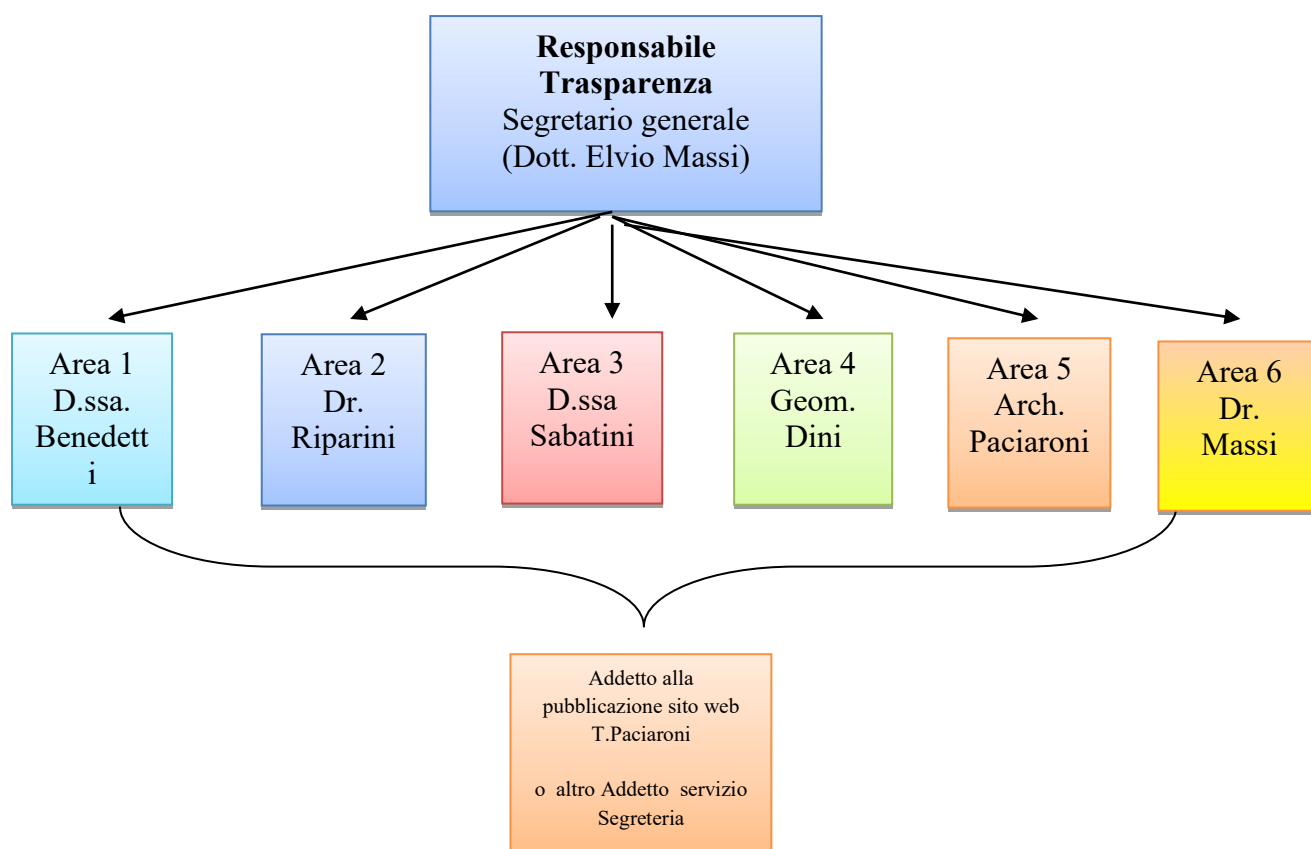 Responsabile
Trasparenza
Segretario generale
(Dott. Elvio Massi)
Area 1
D.ssa.
Benedett
i
Area 2
Dr.
Riparini
Area 3
D.ssa
Sabatini
Area 4
Geom.
Dini
Area 5
Arch.
Paciaroni
Area 6
Dr.
Massi
Addetto alla
pubblicazione sito web
T.Paciaroni
o altro Addetto servizio
Segreteria